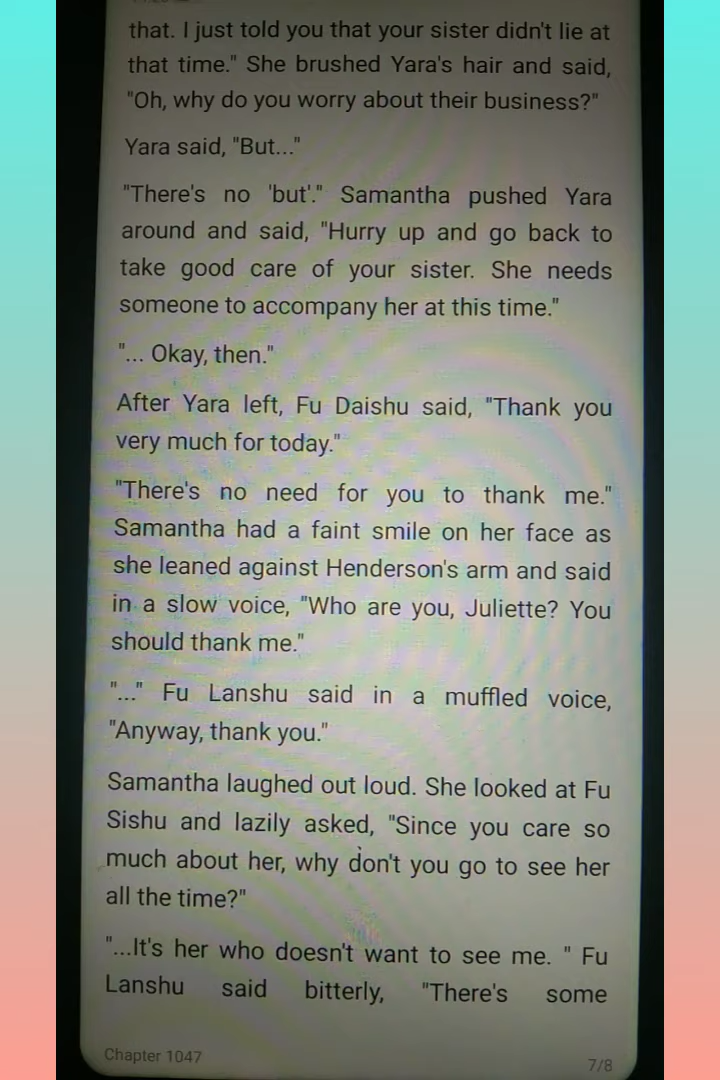 that. I just told you that your sister didn't lie at
that time." She brushed Yara's hair and said,
"Oh, why do you worry about their business?"
Yara said, "But..."
"There's no 'but'." Samantha pushed Yara
around and said, "Hurry up and go back to
take good care of your sister. She needs
someone to accompany her at this time."
"... Okay, then."
After Yara left, Fu Daishu said, "Thank you
very much for today."
"There's no need for you to thank me."
Samantha had a faint smile on her face as
she leaned against Henderson's arm and said
in a slow voice, "Who are you, Juliette? You
should thank me."
"..." Fu Lanshu said in a muffled voice,
"Anyway, thank you."
Samantha laughed out loud. She looked at Fu
Sishu and lazily asked, "Since you care so
much about her, why don't you go to see her
all the time?"
"...It's her who doesn't want to see me. " Fu
Lanshu said bitterly, "There's some
Chapter 1047
7/8